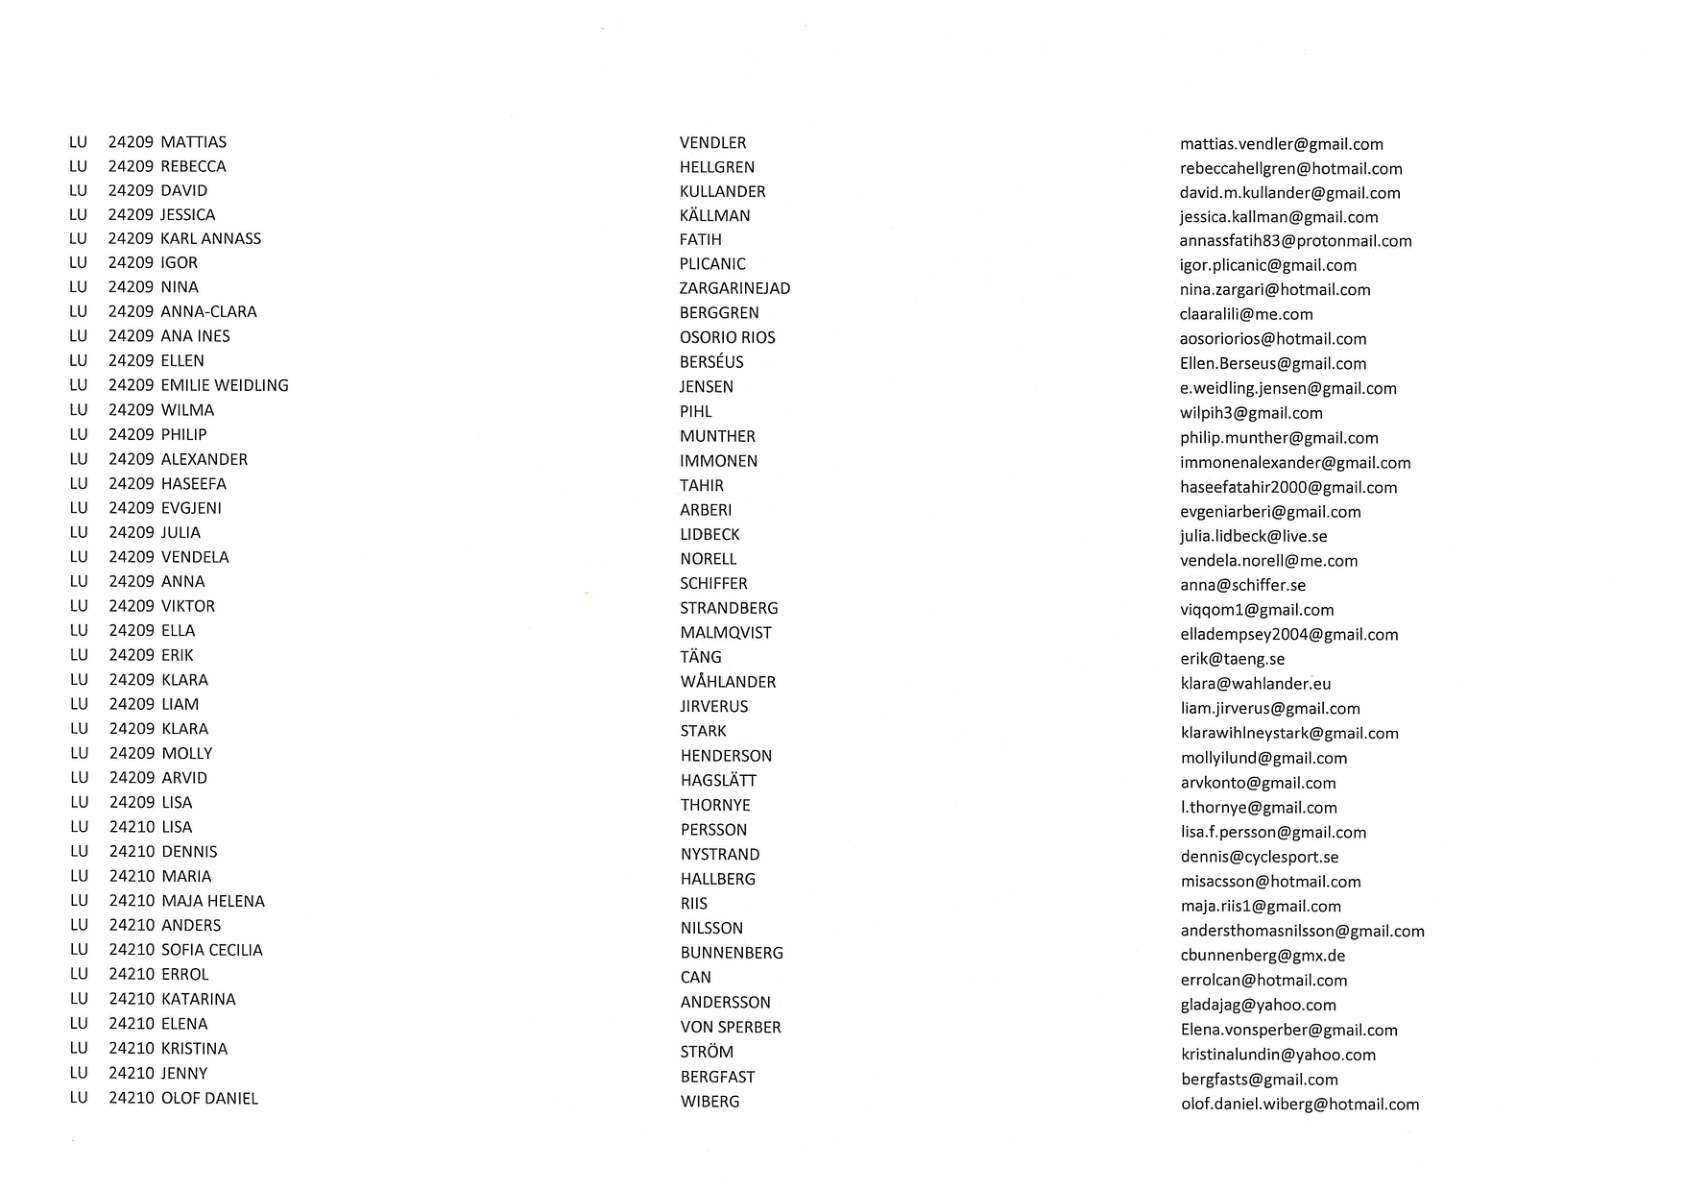 LU 24209 MATTIAS VENDLER mattias.vendler@gmail.com
LU 24209 REBECCA HELLGREN rebeccahellgren@hotmail.com
LU 24209 DAVID KULLANDER david.m.kullander@gmail.com
LU 24209 JESSICA KÄLLMAN jessica.kallman@gmail.com
LU 24209 KARL ANNASS FATIH annassfatih83@protonmail.com
LU 24209 IGOR PLICANIC igor.plicanic@gmail.com
LU 24209 NINA ZARGARINEJAD nina.zargari@hotmail.com
LU 24209 ANNA-CLARA BERGGREN claaralili@me.com
LU 24209 ANA INES OSORIO RIOS aosoriorios@hotmail.com
LU 24209 ELLEN BERSÉUS Ellen.Berseus@gmail.com
LU 24209 EMILIE WEIDLING JENSEN e.weidling.jensen@gmail.com
LU 24209 WILMA PIHL wilpih3@gmail.com
LU 24209 PHILIP MUNTHER philip.munther@gmail.com
LU 24209 ALEXANDER IMMONEN immonenalexander@gmail.com
LU 24209 HASEEFA TAHIR haseefatahir2000@gmail.com
LU 24209 EVGJENI ARBERI evgeniarberi@gmail.com
LU 24209 JULIA LIDBECK julia.lidbeck@live.se
LU 24209 VENDELA NORELL vendela.norell@me.com
LU 24209 ANNA SCHIFFER anna@schiffer.se
LU 24209 VIKTOR STRANDBERG viqqom1@gmail.com
LU 24209 ELLA MALMQVIST elladempsey2004@gmail.com
LU 24209 ERIK TÄNG erik@taeng.se
LU 24209 KLARA WÅHLANDER klara@wahlander.eu
LU 24209 LIAM JIRVERUS liam.jirverus@gmail.com
LU 24209 KLARA STARK klarawihlneystark@gmail.com
LU 24209 MOLLY HENDERSON mollyilund@gmail.com
LU 24209 ARVID HAGSLÄTT arvkonto@gmail.com
LU 24209 LISA THORNYE l.thornye@gmail.com
LU 24210 LISA PERSSON lisa.f.persson@gmail.com
LU 24210 DENNIS NYSTRAND dennis@cyclesport.se
LU 24210 MARIA HALLBERG misacsson@hotmail.com
LU 24210 MAJA HELENA RIIS maja.riis1@gmail.com
LU 24210 ANDERS NILSSON andersthomasnilsson@gmail.com
LU 24210 SOFIA CECILIA BUNNENBERG cbunnenberg@gmx.de
LU 24210 ERROL CAN errolcan@hotmail.com
LU 24210 KATARINA ANDERSSON gladajag@yahoo.com
LU 24210 ELENA VON SPERBER Elena.vonsperber@gmail.com
LU 24210 KRISTINA STRÖM kristinalundin@yahoo.com
LU 24210 JENNY BERGFAST bergfasts@gmail.com
LU 24210 OLOF DANIEL WIBERG olof.daniel.wiberg@hotmail.com